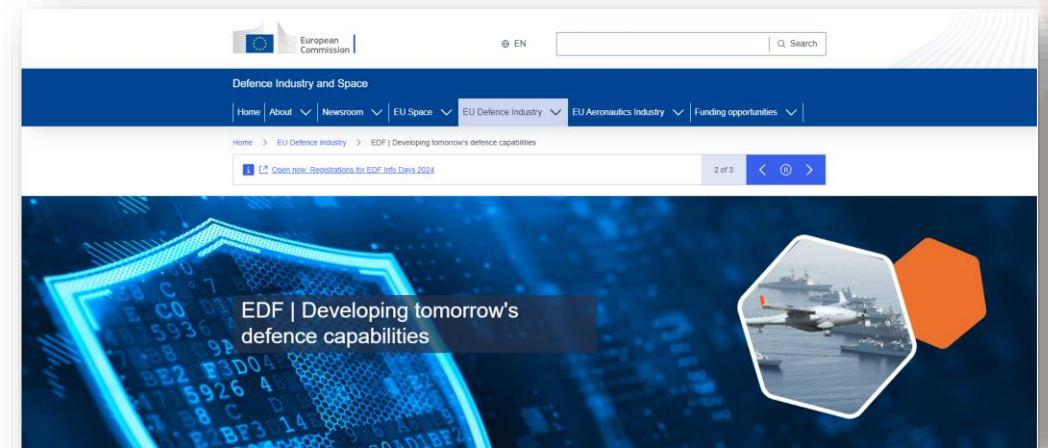 European
Commission
EN
Search
Defence Industry and Space
Home
About
Newsroom
EU Space
EU Defence Industry
EU Aeronautics Industry
Funding opportunities
Home > EU Defence Industry > EDF | Developing tomorrow's defence capabilities
i Open now: Registrations for EDF Info Days 2024
2 of 3
EDF | Developing tomorrow's
defence capabilities